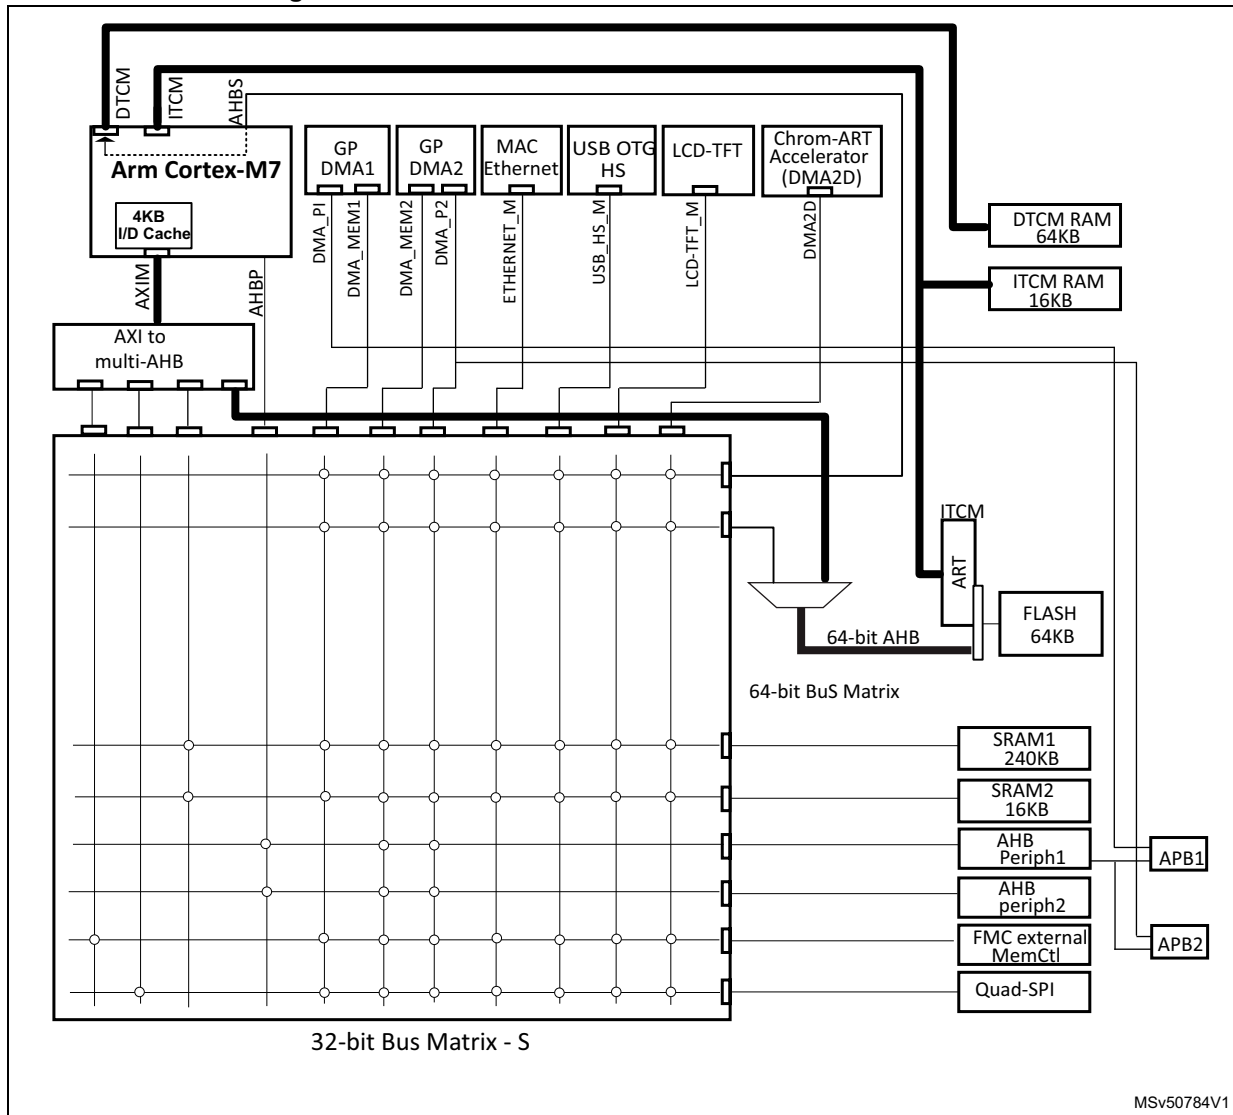 DTCM
ITCM
AHBS
Arm Cortex-M7
4KB
I/D Cache
AXIM
AHBP
GP
DMA1
GP
DMA2
MAC
Ethernet
USB OTG
HS
LCD-TFT
Chrom-ART
Accelerator
(DMA2D)
DMA_PI
DMA_MEM1
DMA_MEM2
DMA_P2
ETHERNET_M
USB_HS_M
LCD-TFT_M
DMA2D
DTCM RAM
64KB
ITCM RAM
16KB
AXI to
multi-AHB
ITCM
ART
FLASH
64KB
64-bit AHB
64-bit BuS Matrix
SRAM1
240KB
SRAM2
16KB
AHB
Periph1
APB1
AHB
periph2
FMC external
MemCtl
APB2
Quad-SPI
32-bit Bus Matrix - S
MSv50784V1